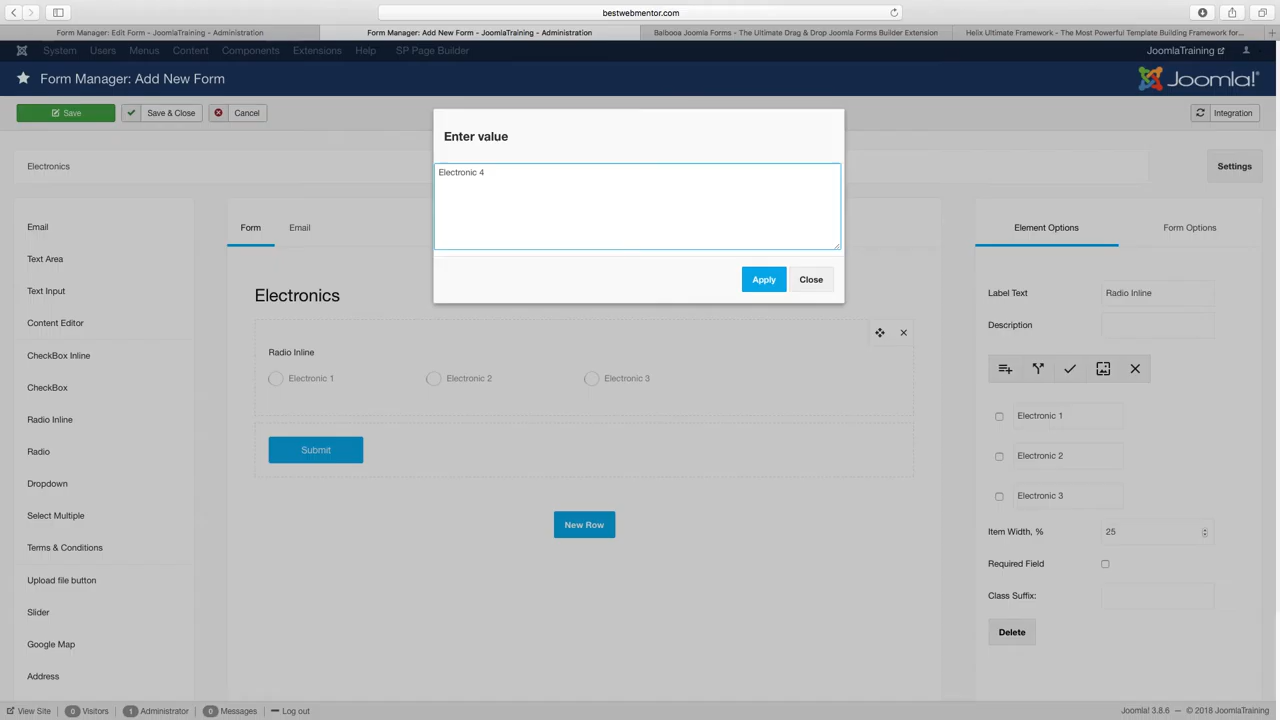 bestwebmentor.com
Form Manager: Edit Form - JoomlaTraining - Administration
Form Manager: Add New Form - JoomlaTraining - Administration
Balbooa Joomla Forms - The Ultimate Drag & Drop Joomla Forms Builder Extension
Helix Ultimate Framework - The Most Powerful Template Building Framework for...
System Users Menus Content Components Extensions Help SP Page Builder
JoomlaTraining
Form Manager: Add New Form
Joomla!
Save
Save & Close
Cancel
Integration
Enter value
Electronic 4
Apply
Close
Electronics
Settings
Email
Text Area
Text Input
Content Editor
CheckBox Inline
CheckBox
Radio Inline
Radio
Dropdown
Select Multiple
Terms & Conditions
Upload file button
Slider
Google Map
Address
Form
Email
Electronics
Radio Inline
Electronic 1
Electronic 2
Electronic 3
Submit
New Row
Element Options
Form Options
Label Text
Radio Inline
Description
Electronic 1
Electronic 2
Electronic 3
Item Width, %
25
Required Field
Class Suffix:
Delete
View Site
0 Visitors
1 Administrator
0 Messages
Log out
Joomla! 3.8.6 — © 2018 JoomlaTraining